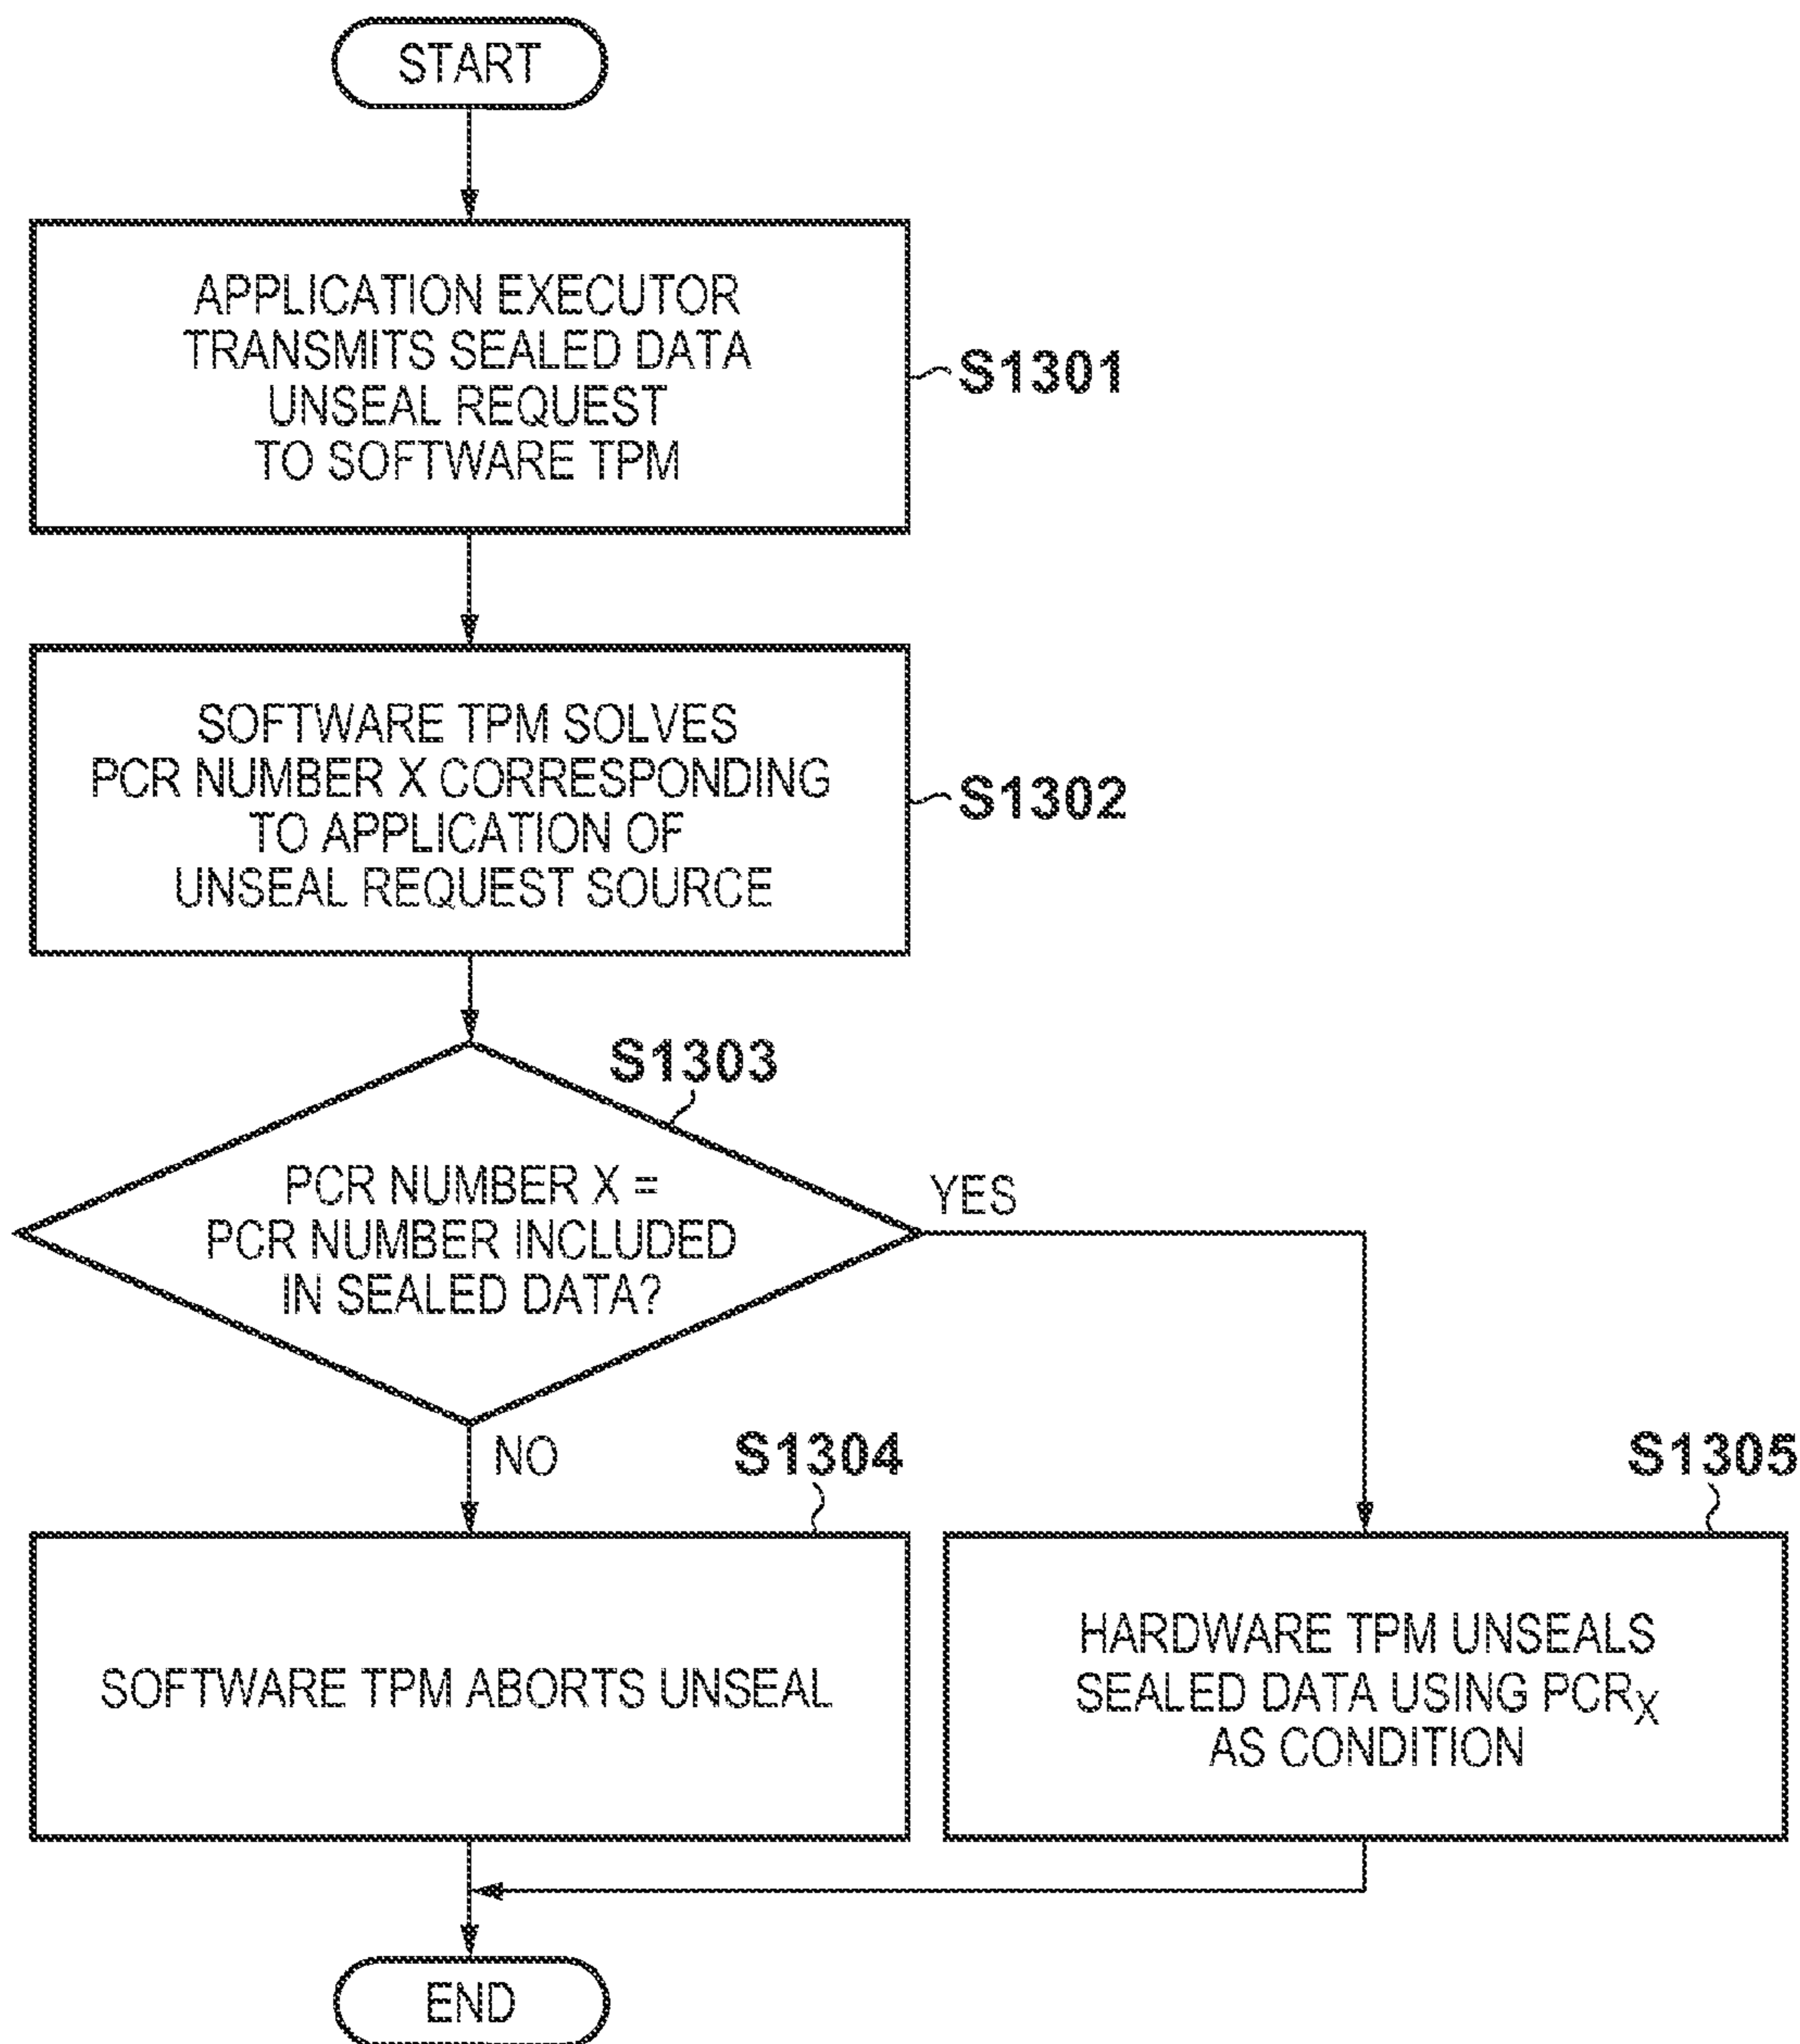 START
APPLICATION EXECUTOR
TRANSMITS SEALED DATA
UNSEAL REQUEST
TO SOFTWARE TPM
S1301
SOFTWARE TPM SOLVES
PCR NUMBER X CORRESPONDING
TO APPLICATION OF
UNSEAL REQUEST SOURCE
S1302
S1303
PCR NUMBER X =
PCR NUMBER INCLUDED
IN SEALED DATA?
YES
NO
S1304
SOFTWARE TPM ABORTS UNSEAL
S1305
HARDWARE TPM UNSEALS
SEALED DATA USING PCRX
AS CONDITION
END